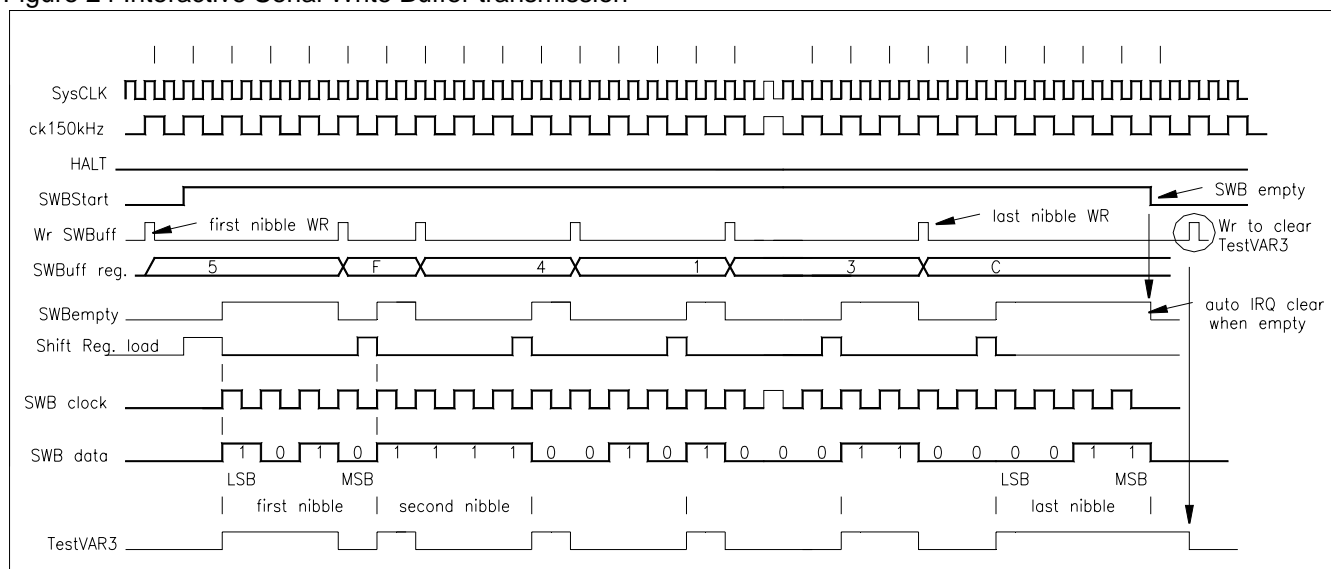 Figure 24 Interactive Serial Write Buffer transmission
SysCLK
ck150kHz
HALT
SWBStart
SWB empty
Wr SWBuff
first nibble WR
last nibble WR
Wr to clear
TestVAR3
SWBuff reg.
5 F 4 1 3 C
SWBempty
auto IRQ clear
when empty
Shift Reg. load
SWB clock
SWB data
1 0 1 0 1 1 1 1 0 0 1 0 1 0 0 0 1 1 0 0 0 0 1 1
LSB MSB LSB MSB
first nibble second nibble last nibble
TestVAR3